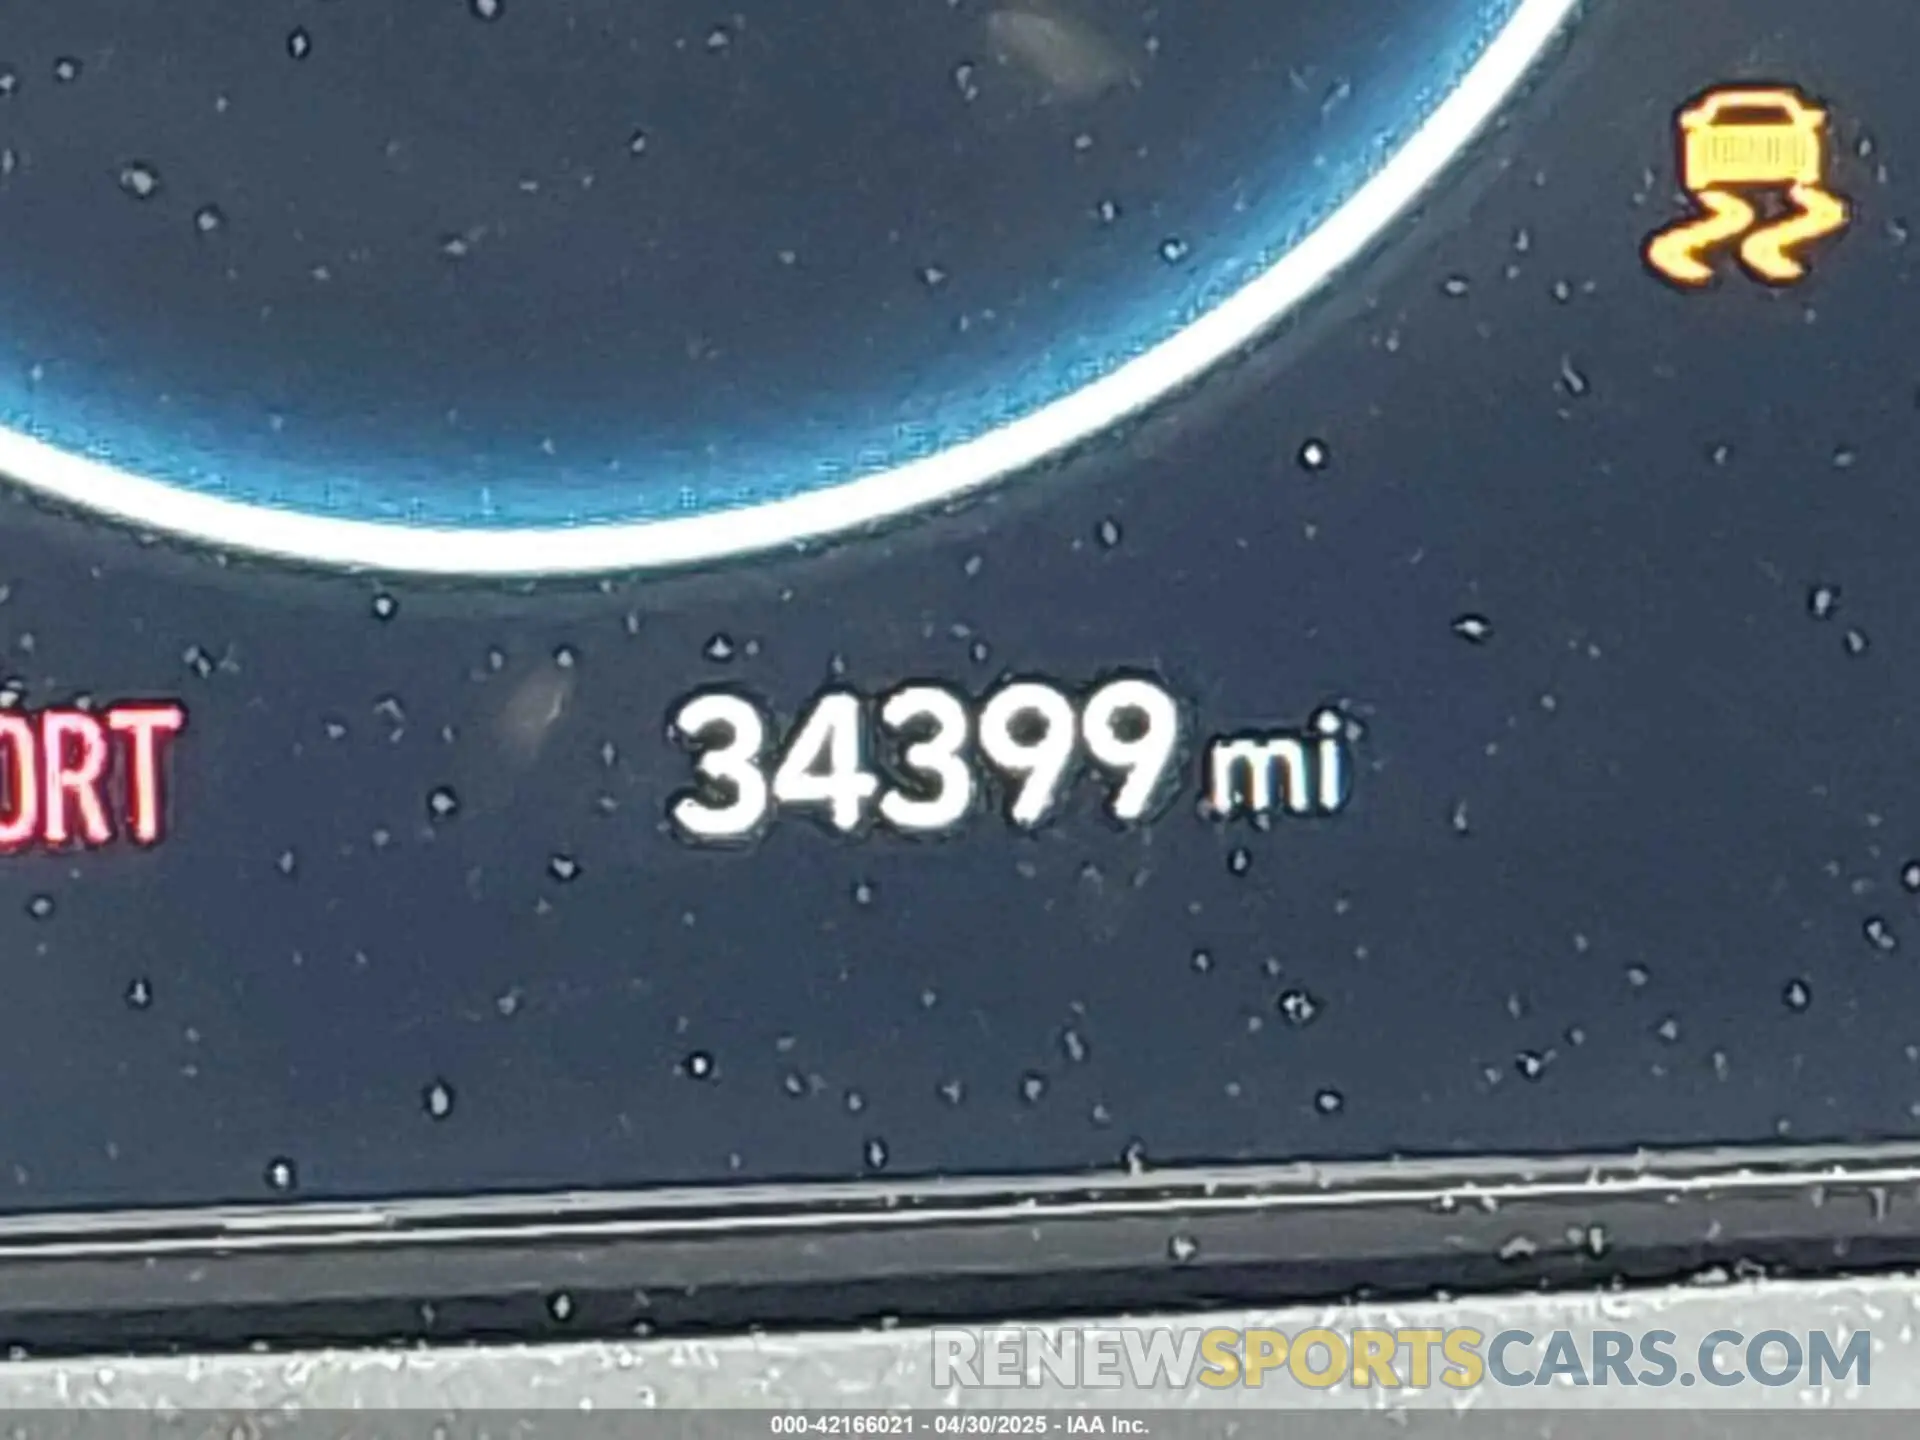 ORT
34399 mi
RENEWSPORTSCARS.COM
000-42166021 - 04/30/2025 - IAA Inc.